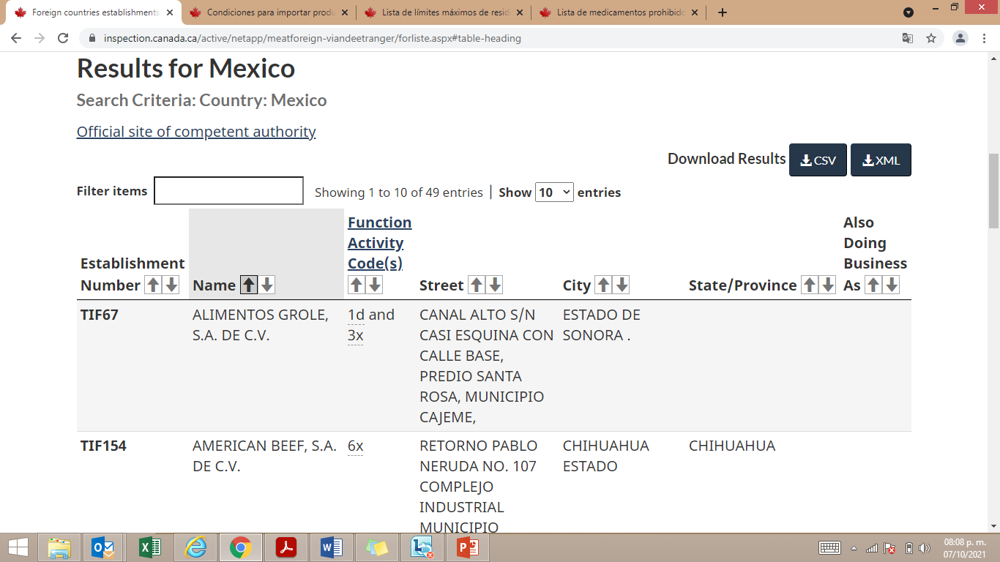 Foreign countries establishments
Condiciones para importar produ
Lista de límites máximos de resid
Lista de medicamentos prohibido
inspection.canada.ca/active/netapp/meatforeign-viandeetranger/forliste.aspx#table-heading
Results for Mexico
Search Criteria: Country: Mexico
Official site of competent authority
Download Results CSV XML
Filter items Showing 1 to 10 of 49 entries | Show 10 entries
Establishment
Number
Name
Function
Activity
Code(s)
Street
City
State/Province
Also
Doing
Business
As
TIF67
ALIMENTOS GROLE,
S.A. DE C.V.
1d and
3x
CANAL ALTO S/N
CASI ESQUINA CON
CALLE BASE,
PREDIO SANTA
ROSA, MUNICIPIO
CAJEME,
ESTADO DE
SONORA .
TIF154
AMERICAN BEEF, S.A.
DE C.V.
6x
RETORNO PABLO
NERUDA NO. 107
COMPLEJO
INDUSTRIAL
MUNICIPIO
CHIHUAHUA
ESTADO
CHIHUAHUA
08:08 p. m.
07/10/2021